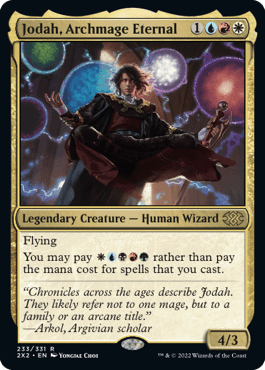 Jodah, Archmage Eternal 1
Legendary Creature — Human Wizard
Flying
You may pay rather than pay
the mana cost for spells that you cast.
“Chronicles across the ages describe Jodah.
They likely refer not to one mage, but to a
family or an arcane title.”
—Arkol, Argivian scholar
4/3
233/331 R
2X2 • EN YONGJAE CHOI ™ & © 2022 Wizards of the Coast